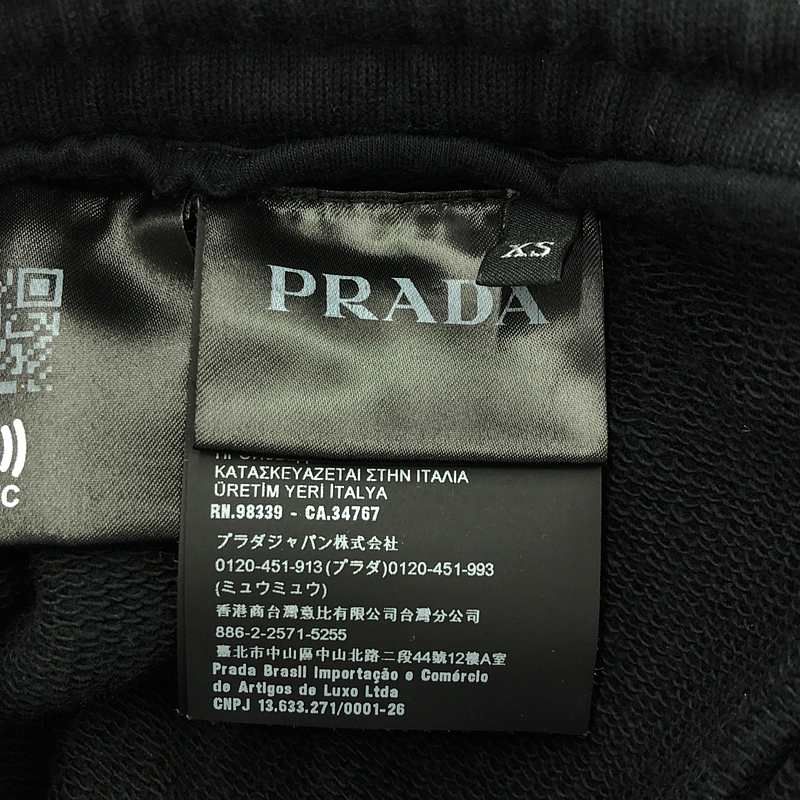 XS
PRADA
C
ΚΑΤΑΣΚΕΥΑΖΕΤΑΙ ΣΤΗΝ ΙΤΑΛΙΑ
ÜRETİM YERİ İTALYA
RN.98339 - CA.34767
プラダジャパン株式会社
0120-451-913(プラダ)0120-451-993
(ミュウミュウ)
香港商台灣意比有限公司台灣分公司
886-2-2571-5255
臺北市中山區中山北路二段44號12樓A室
Prada Brasil Importação e Comércio
de Artigos de Luxo Ltda
CNPJ 13.633.271/0001-26